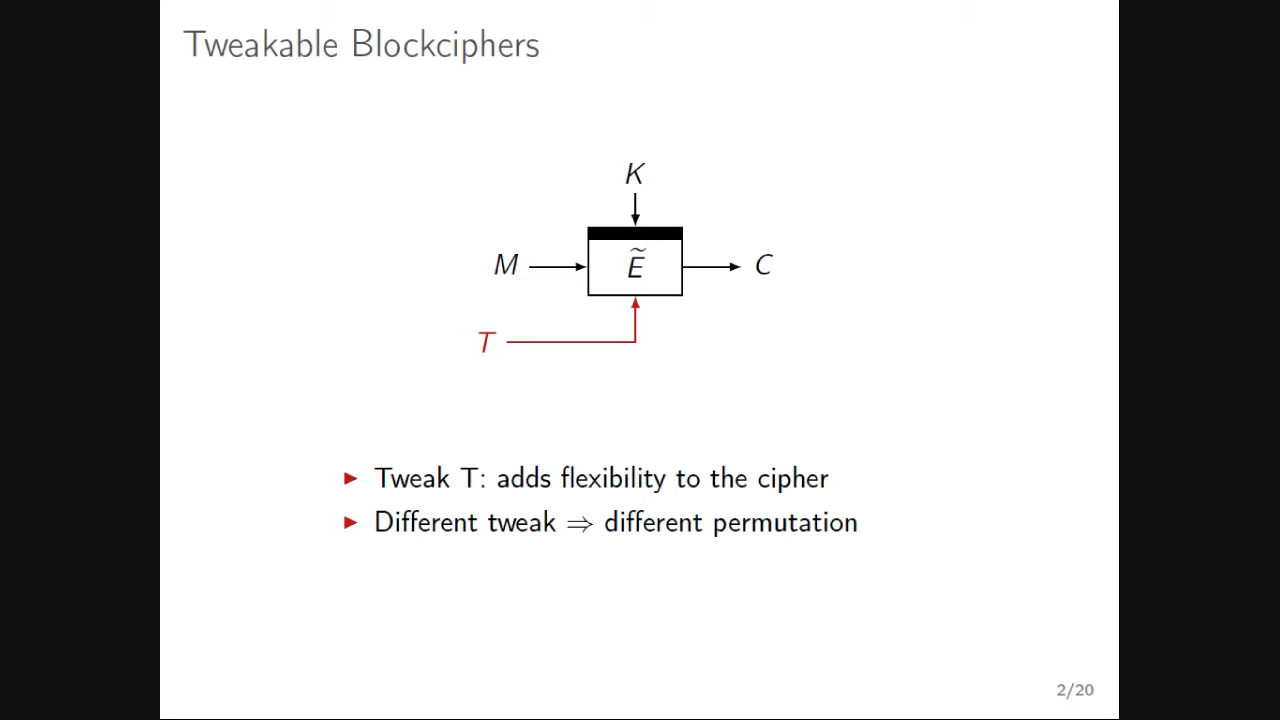 Tweakable Blockciphers
K
M
Ẽ
C
T
Tweak T: adds flexibility to the cipher
Different tweak ⇒ different permutation
2/20